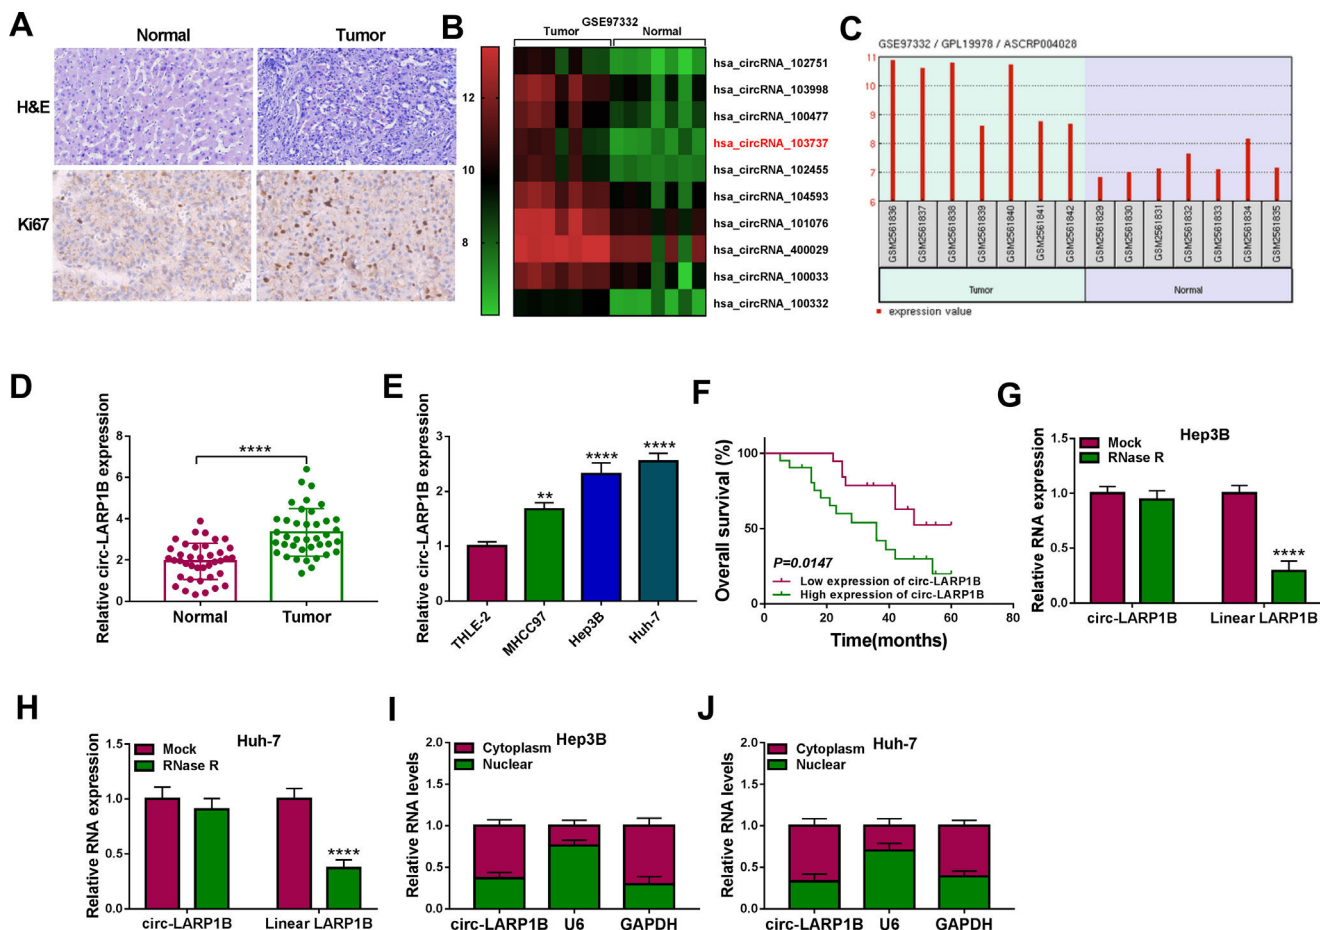 A
Normal
Tumor
H&E
Ki67
B
GSE97332
Tumor
Normal
12
10
8
hsa_circRNA_102751
hsa_circRNA_103998
hsa_circRNA_100477
hsa_circRNA_103737
hsa_circRNA_102455
hsa_circRNA_104593
hsa_circRNA_101076
hsa_circRNA_400029
hsa_circRNA_100033
hsa_circRNA_100332
C
GSE97332 / GPL19978 / ASCRP004028
11
10
9
8
7
6
GSM2561836
GSM2561837
GSM2561838
GSM2561839
GSM2561840
GSM2561841
GSM2561842
GSM2561829
GSM2561830
GSM2561831
GSM2561832
GSM2561833
GSM2561834
GSM2561835
Tumor
Normal
expression value
D
Relative circ-LARP1B expression
8
6
4
2
0
****
Normal
Tumor
E
Relative circ-LARP1B expression
3
2
1
0
**
****
****
THLE-2
MHCC97
Hep3B
Huh-7
F
Overall survival (%)
100
50
0
P=0.0147
Low expression of circ-LARP1B
High expression of circ-LARP1B
0
20
40
60
80
Time(months)
G
Hep3B
Relative RNA expression
1.5
1.0
0.5
0.0
Mock
RNase R
****
circ-LARP1B
Linear LARP1B
H
Huh-7
Relative RNA expression
1.5
1.0
0.5
0.0
Mock
RNase R
****
circ-LARP1B
Linear LARP1B
I
Hep3B
Relative RNA levels
2.0
1.5
1.0
0.5
0.0
Cytoplasm
Nuclear
circ-LARP1B
U6
GAPDH
J
Huh-7
Relative RNA levels
2.0
1.5
1.0
0.5
0.0
Cytoplasm
Nuclear
circ-LARP1B
U6
GAPDH